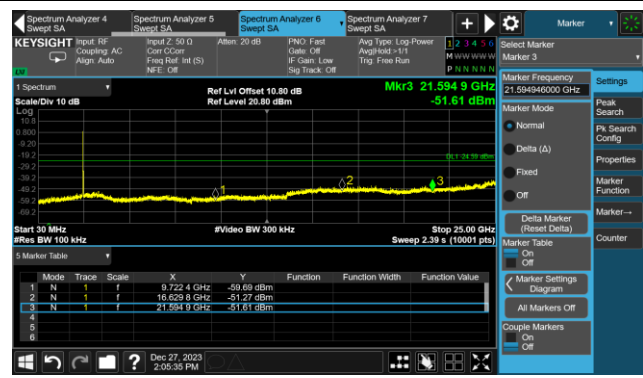 Spectrum Analyzer 4
Swept SA
Spectrum Analyzer 5
Swept SA
Spectrum Analyzer 6
Swept SA
Spectrum Analyzer 7
Swept SA
+
Marker
KEYSIGHT
Input: RF
Coupling: AC
Align: Auto
Input Z: 50 Ω
Corr CCorr
Freq Ref: Int (S)
NFE: Off
Atten: 20 dB
PNO: Fast
Gate: Off
IF Gain: Low
Sig Track: Off
Avg Type: Log-Power
Avg|Hold:>1/1
Trig: Free Run
1 2 3 4 5 6
M W W W W W
P N N N N N
LW
Select Marker
Marker 3
1 Spectrum
Scale/Div 10 dB
Ref Lvl Offset 10.80 dB
Ref Level 20.80 dBm
Mkr3 21.594 9 GHz
-51.61 dBm
Log
10.8
0.800
-9.20
-19.2
-29.2
-39.2
-49.2
-59.2
-69.2
DL1 -24.59 dBm
1
2
3
Start 30 MHz
#Res BW 100 kHz
#Video BW 300 kHz
Stop 25.00 GHz
Sweep 2.39 s (10001 pts)
5 Marker Table
Mode Trace Scale X Y Function Function Width Function Value
1 N 1 f 9.722 4 GHz -59.69 dBm
2 N 1 f 16.629 8 GHz -51.27 dBm
3 N 1 f 21.594 9 GHz -51.61 dBm
4
5
6
Marker Frequency
21.594946000 GHz
Marker Mode
Normal
Delta (Δ)
Fixed
Off
Delta Marker
(Reset Delta)
Marker Table
On
Off
Marker Settings
Diagram
All Markers Off
Couple Markers
On
Off
Settings
Peak
Search
Pk Search
Config
Properties
Marker
Function
Marker→
Counter
?
Dec 27, 2023
2:05:35 PM